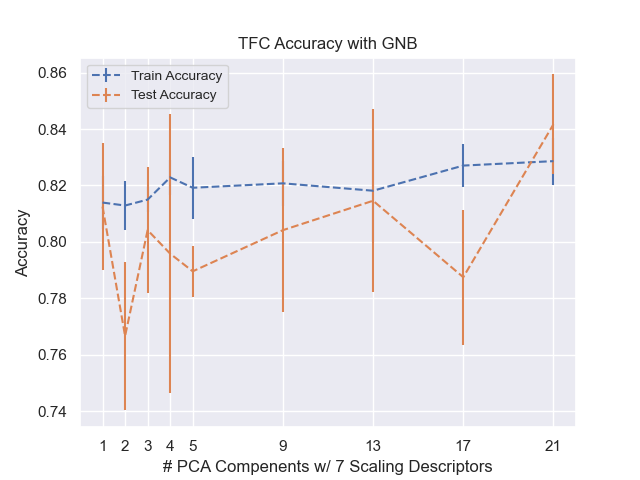 TFC Accuracy with GNB
Train Accuracy
Test Accuracy
0.86
0.84
0.82
0.80
0.78
0.76
0.74
Accuracy
1 2 3 4 5 9 13 17 21
# PCA Compenents w/ 7 Scaling Descriptors